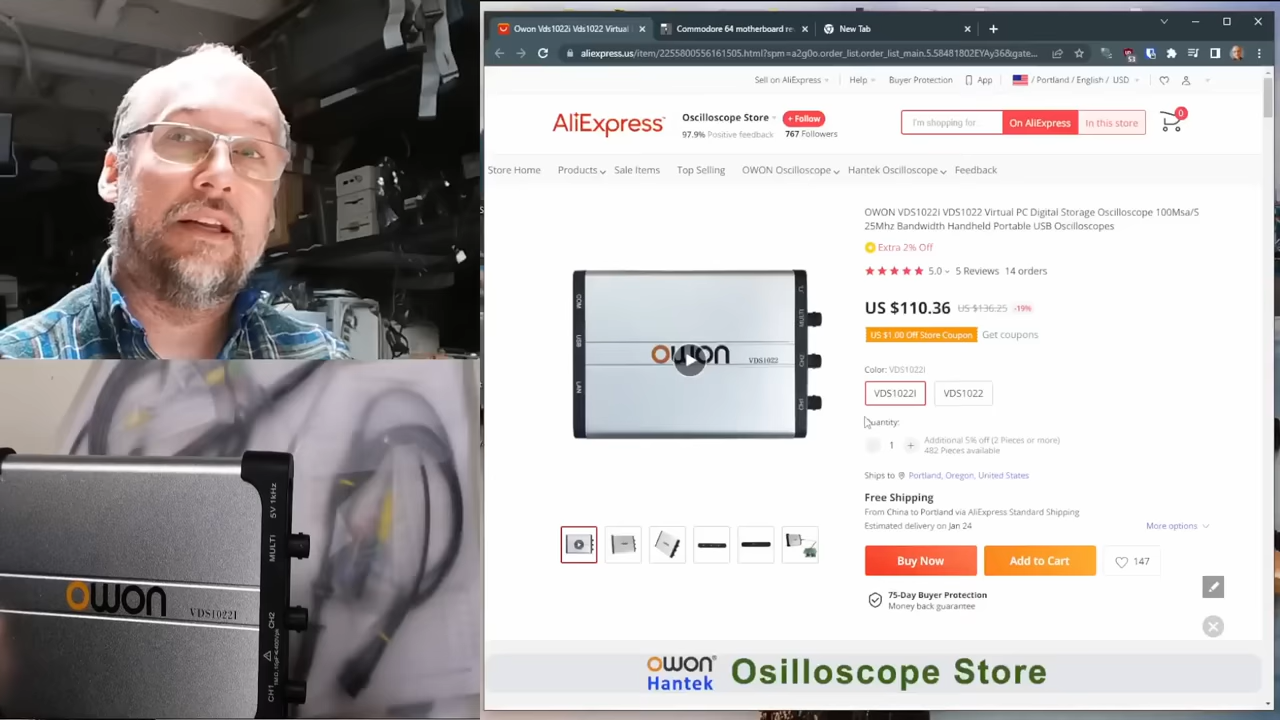 Owon Vds1022i Vds1022 Virtual
Commodore 64 motherboard re
New Tab
aliexpress.us/item/2255800556161505.html?spm=a2g0o.order_list.order_list_main.5.58481802EYAy36&gate...
Sell on AliExpress
Help
Buyer Protection
App
/ Portland / English / USD
AliExpress
Oscilloscope Store
+ Follow
97.9% Positive feedback
767 Followers
I'm shopping for
On AliExpress
In this store
0
Store Home
Products
Sale Items
Top Selling
OWON Oscilloscope
Hantek Oscilloscope
Feedback
OWON VDS1022I VDS1022 Virtual PC Digital Storage Oscilloscope 100Msa/S
25Mhz Bandwidth Handheld Portable USB Oscilloscopes
Extra 2% Off
5.0
5 Reviews
14 orders
US $110.36
US $136.25
-19%
US $1.00 Off Store Coupon
Get coupons
Color: VDS1022I
VDS1022I
VDS1022
uantity:
1
Additional 5% off (2 Pieces or more)
482 Pieces available
Ships to
Portland, Oregon, United States
Free Shipping
From China to Portland via AliExpress Standard Shipping
Estimated delivery on Jan 24
More options
Buy Now
Add to Cart
147
75-Day Buyer Protection
Money back guarantee
COM
USB
LAN
owon
VDS1022
CH2
owon
Hantek
Osilloscope Store
owon
VDS1022I
5V 1kHz
MULTI
CH2
CH1